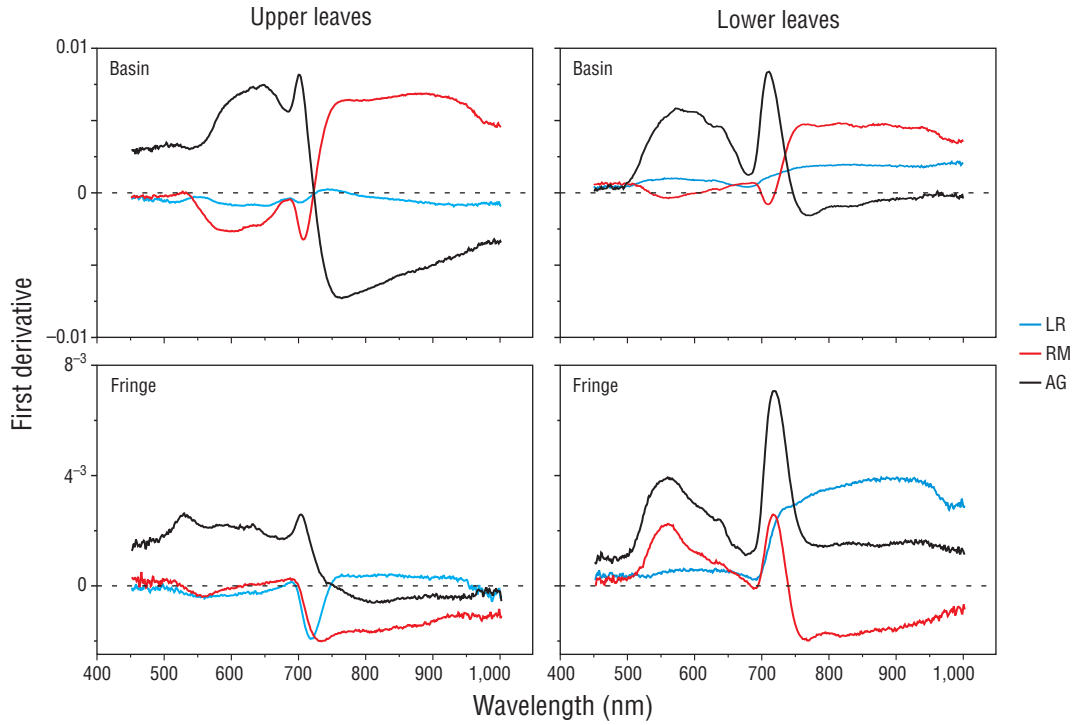 Upper leaves
Lower leaves
First derivative
0.01
0
−0.01
Basin
Basin
8⁻³
4⁻³
0
Fringe
Fringe
LR
RM
AG
400 500 600 700 800 900 1,000
400 500 600 700 800 900 1,000
Wavelength (nm)